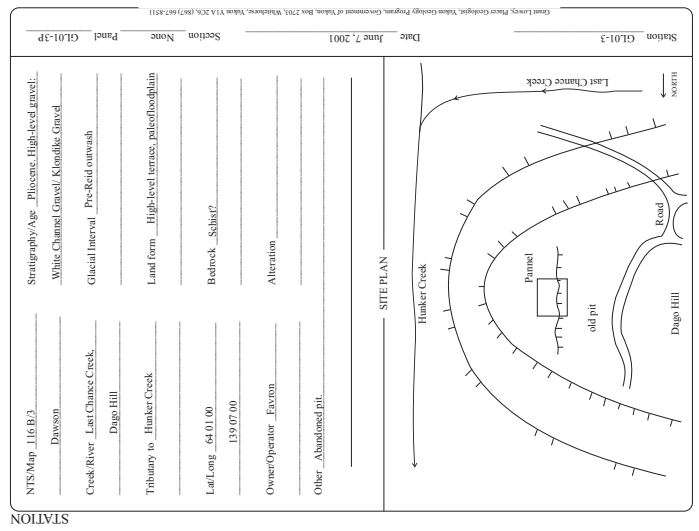 STATION
Station GL01-3 Date June 7, 2001 Section None Panel GL01-3P
NTS/Map 116 B/3
Dawson
Creek/River Last Chance Creek,
Dago Hill
Tributary to Hunker Creek
Lat/Long 64 01 00
139 07 00
Owner/Operator Favron
Other Abandoned pit.
Stratigraphy/Age Pliocene. High-level gravel:
White Channel Gravel/ Klondike Gravel
Glacial Interval Pre-Reid outwash
Land form High-level terrace, paleofloodplain
Bedrock Schist?
Alteration
SITE PLAN
Hunker Creek
Last Chance Creek
NORTH
Pannel
old pit
Road
Dago Hill
Grant Lowey, Placer Geologist, Yukon Geology Program, Government of Yukon, Box 2703, Whitehorse, Yukon Y1A 2C6, (867) 667-8511